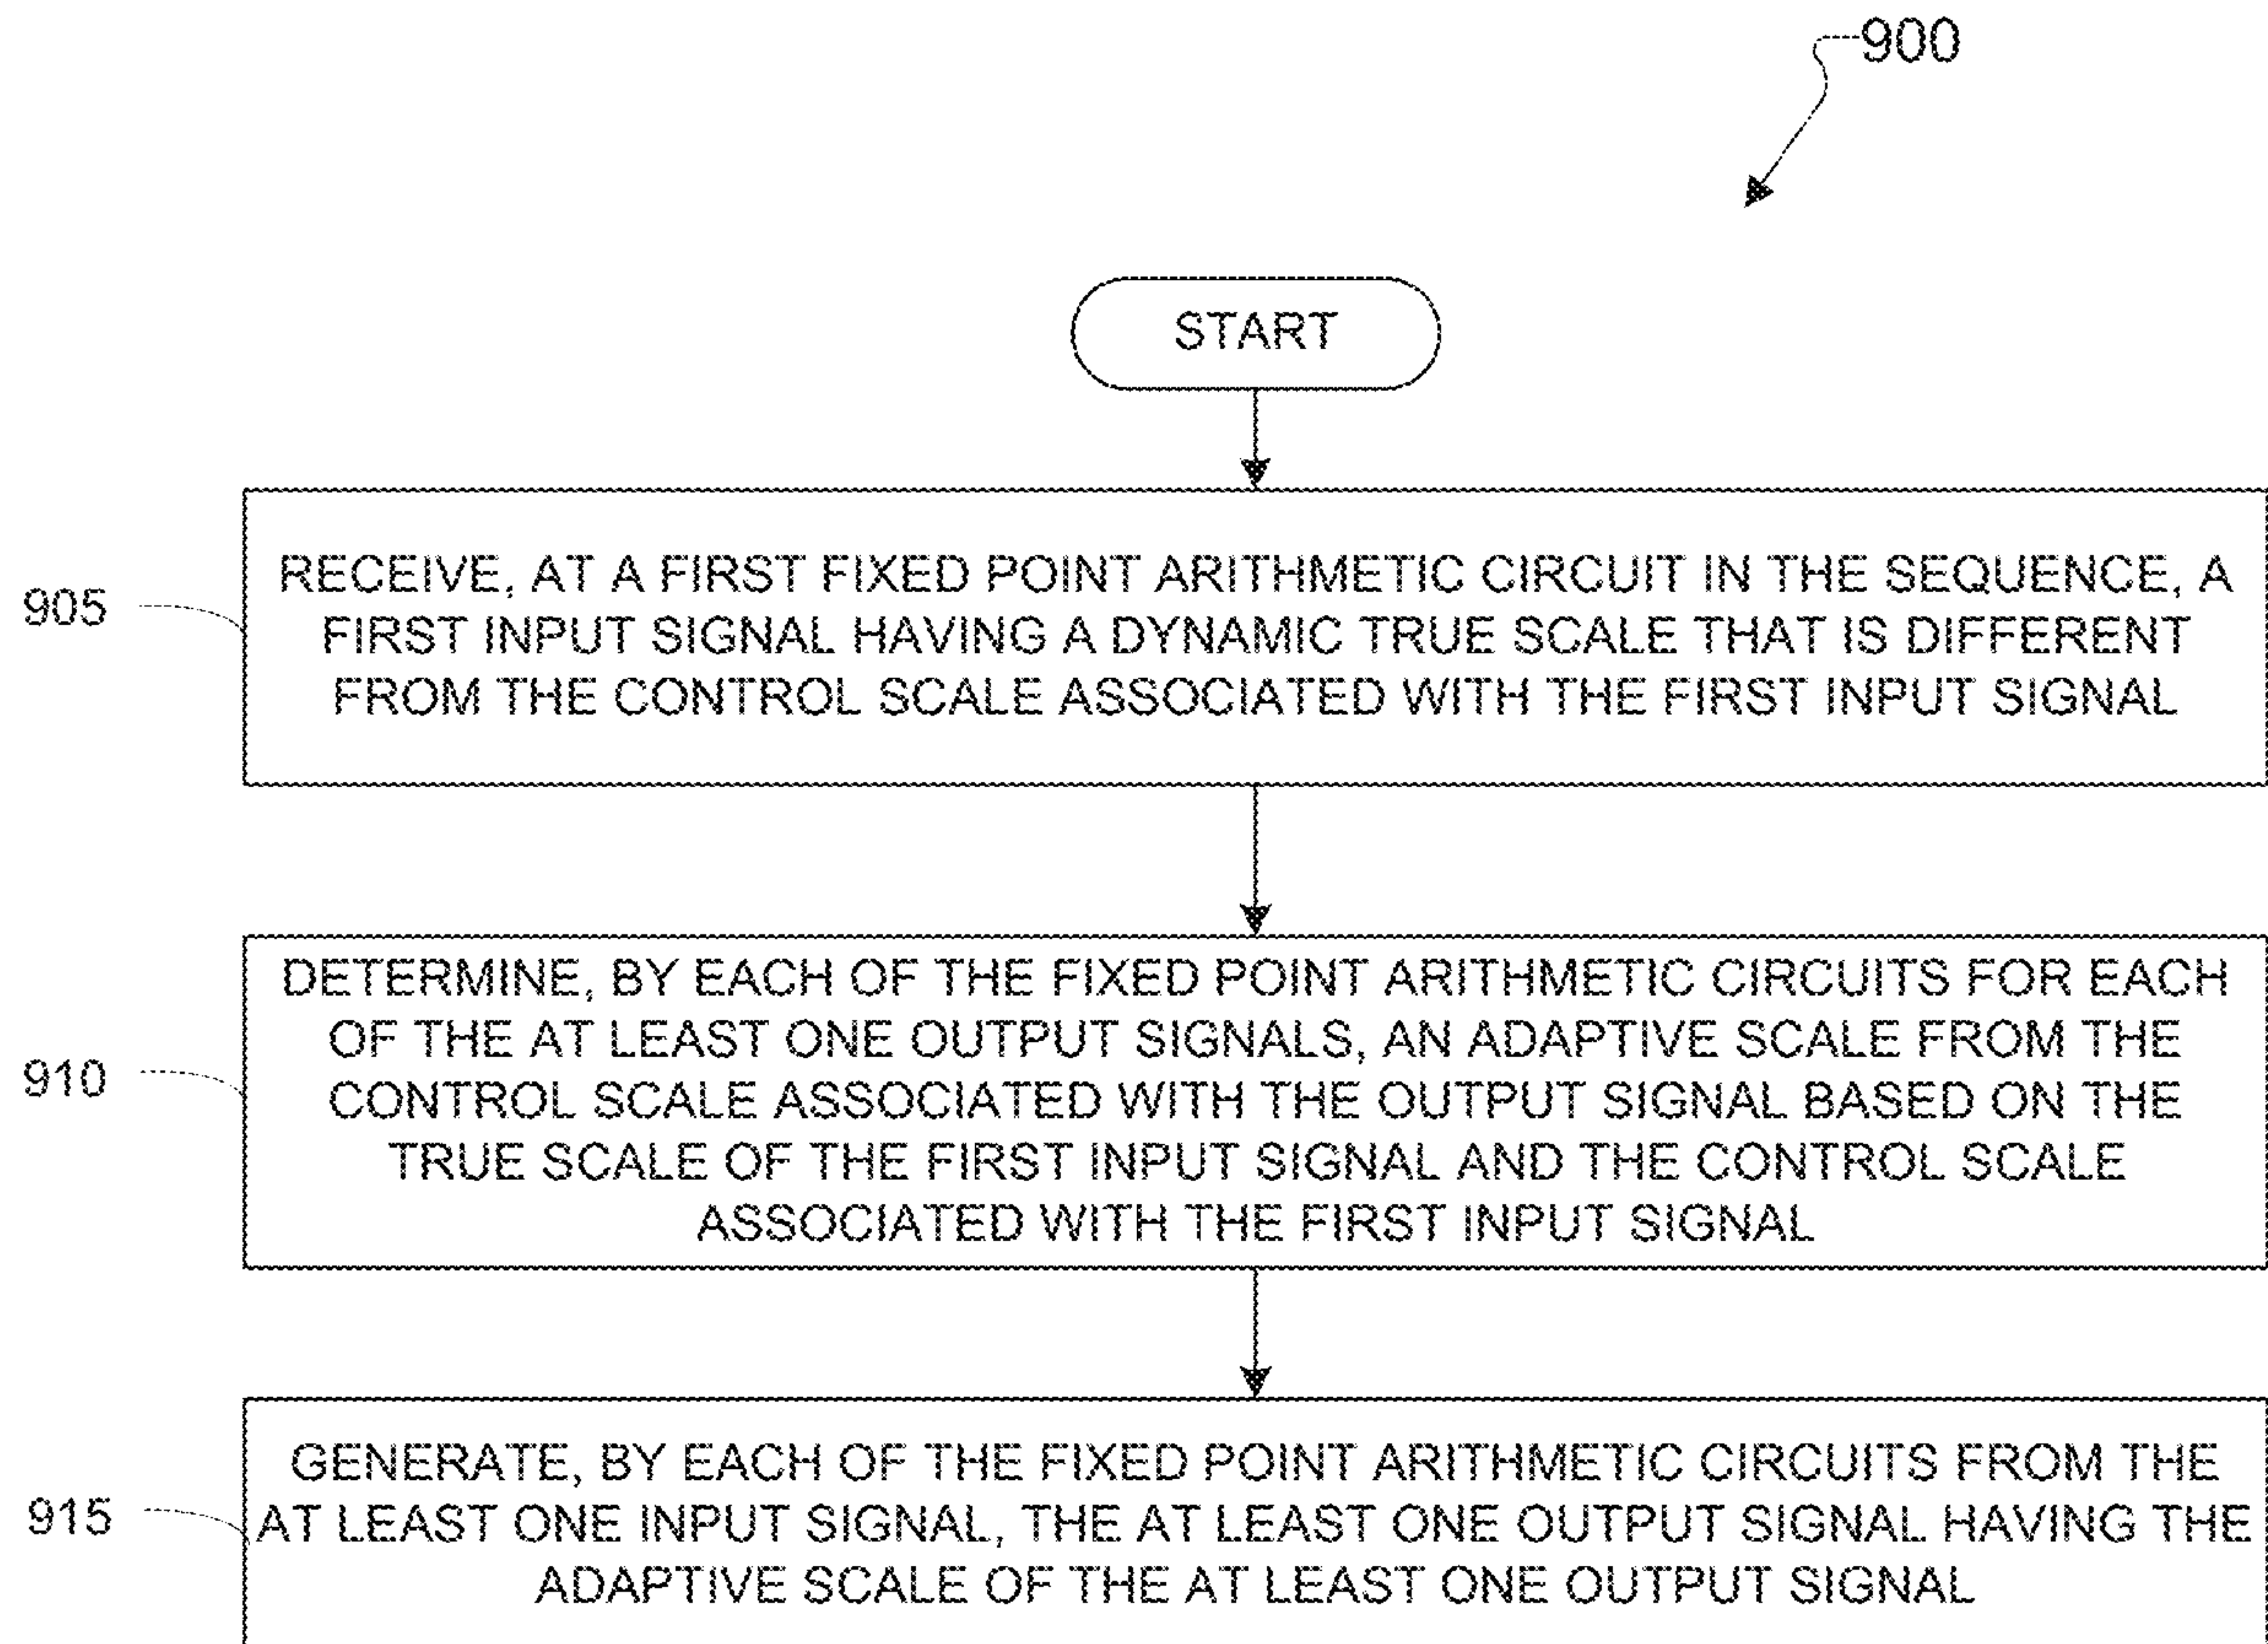 900
START
905
RECEIVE, AT A FIRST FIXED POINT ARITHMETIC CIRCUIT IN THE SEQUENCE, A
FIRST INPUT SIGNAL HAVING A DYNAMIC TRUE SCALE THAT IS DIFFERENT
FROM THE CONTROL SCALE ASSOCIATED WITH THE FIRST INPUT SIGNAL
910
DETERMINE, BY EACH OF THE FIXED POINT ARITHMETIC CIRCUITS FOR EACH
OF THE AT LEAST ONE OUTPUT SIGNALS, AN ADAPTIVE SCALE FROM THE
CONTROL SCALE ASSOCIATED WITH THE OUTPUT SIGNAL BASED ON THE
TRUE SCALE OF THE FIRST INPUT SIGNAL AND THE CONTROL SCALE
ASSOCIATED WITH THE FIRST INPUT SIGNAL
915
GENERATE, BY EACH OF THE FIXED POINT ARITHMETIC CIRCUITS FROM THE
AT LEAST ONE INPUT SIGNAL, THE AT LEAST ONE OUTPUT SIGNAL HAVING THE
ADAPTIVE SCALE OF THE AT LEAST ONE OUTPUT SIGNAL